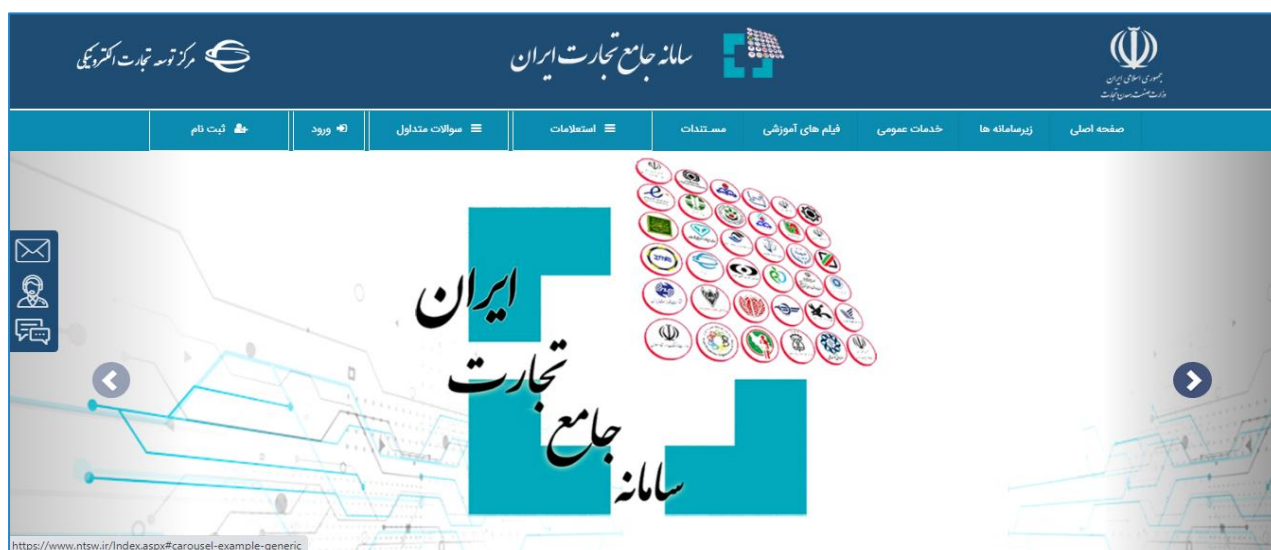 جمهوری اسلامی ایران
وزارت صنعت، معدن و تجارت
سامانه جامع تجارت ایران
مرکز توسعه تجارت الکترونیکی
صفحه اصلی
زیرسامانه ها
خدمات عمومی
فیلم های آموزشی
مستندات
استعلامات
سوالات متداول
ورود
ثبت نام
ایران
تجارت
جامع
سامانه
https://www.ntsw.ir/Index.aspx#carousel-example-generic